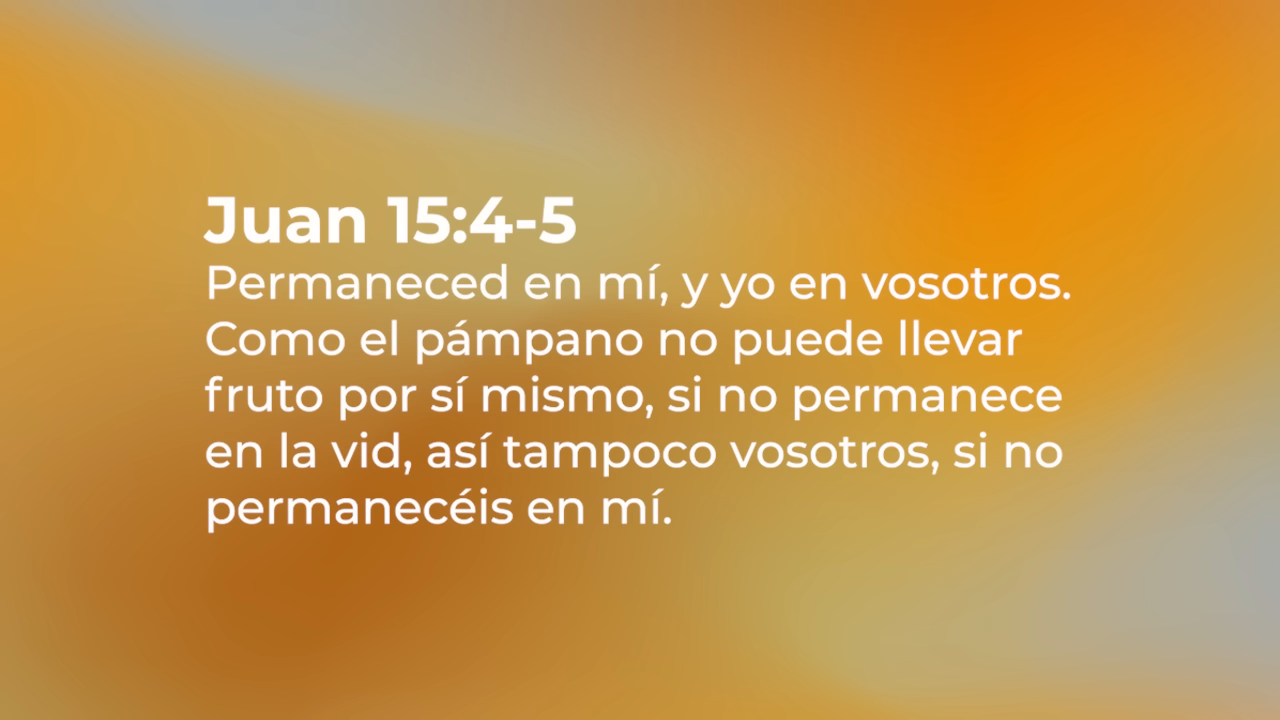 Juan 15:4-5
Permaneced en mí, y yo en vosotros.
Como el pámpano no puede llevar
fruto por sí mismo, si no permanece
en la vid, así tampoco vosotros, si no
permanecéis en mí.